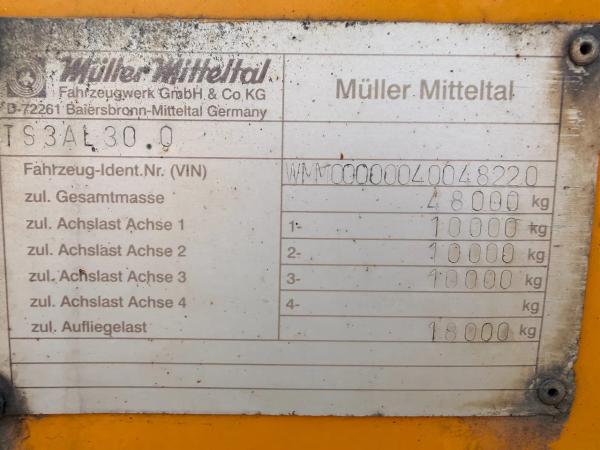 Müller Mitteltal
Fahrzeugwerk GmbH. & Co KG
D-72261 Baiersbronn-Mitteltal Germany
Müller Mitteltal
TS3AL30.0
Fahrzeug-Ident.Nr. (VIN) WMM00000040048220
zul. Gesamtmasse 48000 kg
zul. Achslast Achse 1 1- 10000 kg
zul. Achslast Achse 2 2- 10000 kg
zul. Achslast Achse 3 3- 10000 kg
zul. Achslast Achse 4 4- kg
zul. Aufliegelast 18000 kg